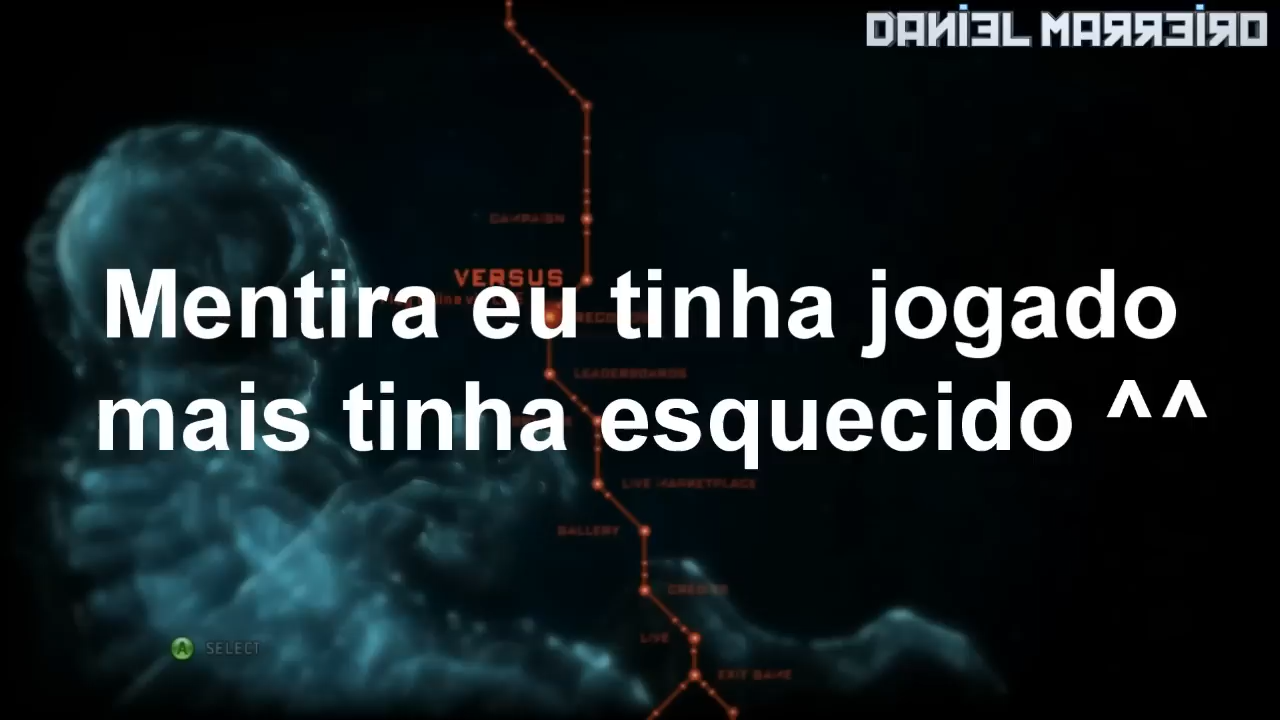 DANiEL MARREiRO
CAMPAIGN
VERSUS
Mentira eu tinha jogado
LEADERBOARDS
mais tinha esquecido ^^
LIVE MARKETPLACE
GALLERY
CREDITS
LIVE
A SELECT
EXIT GAME